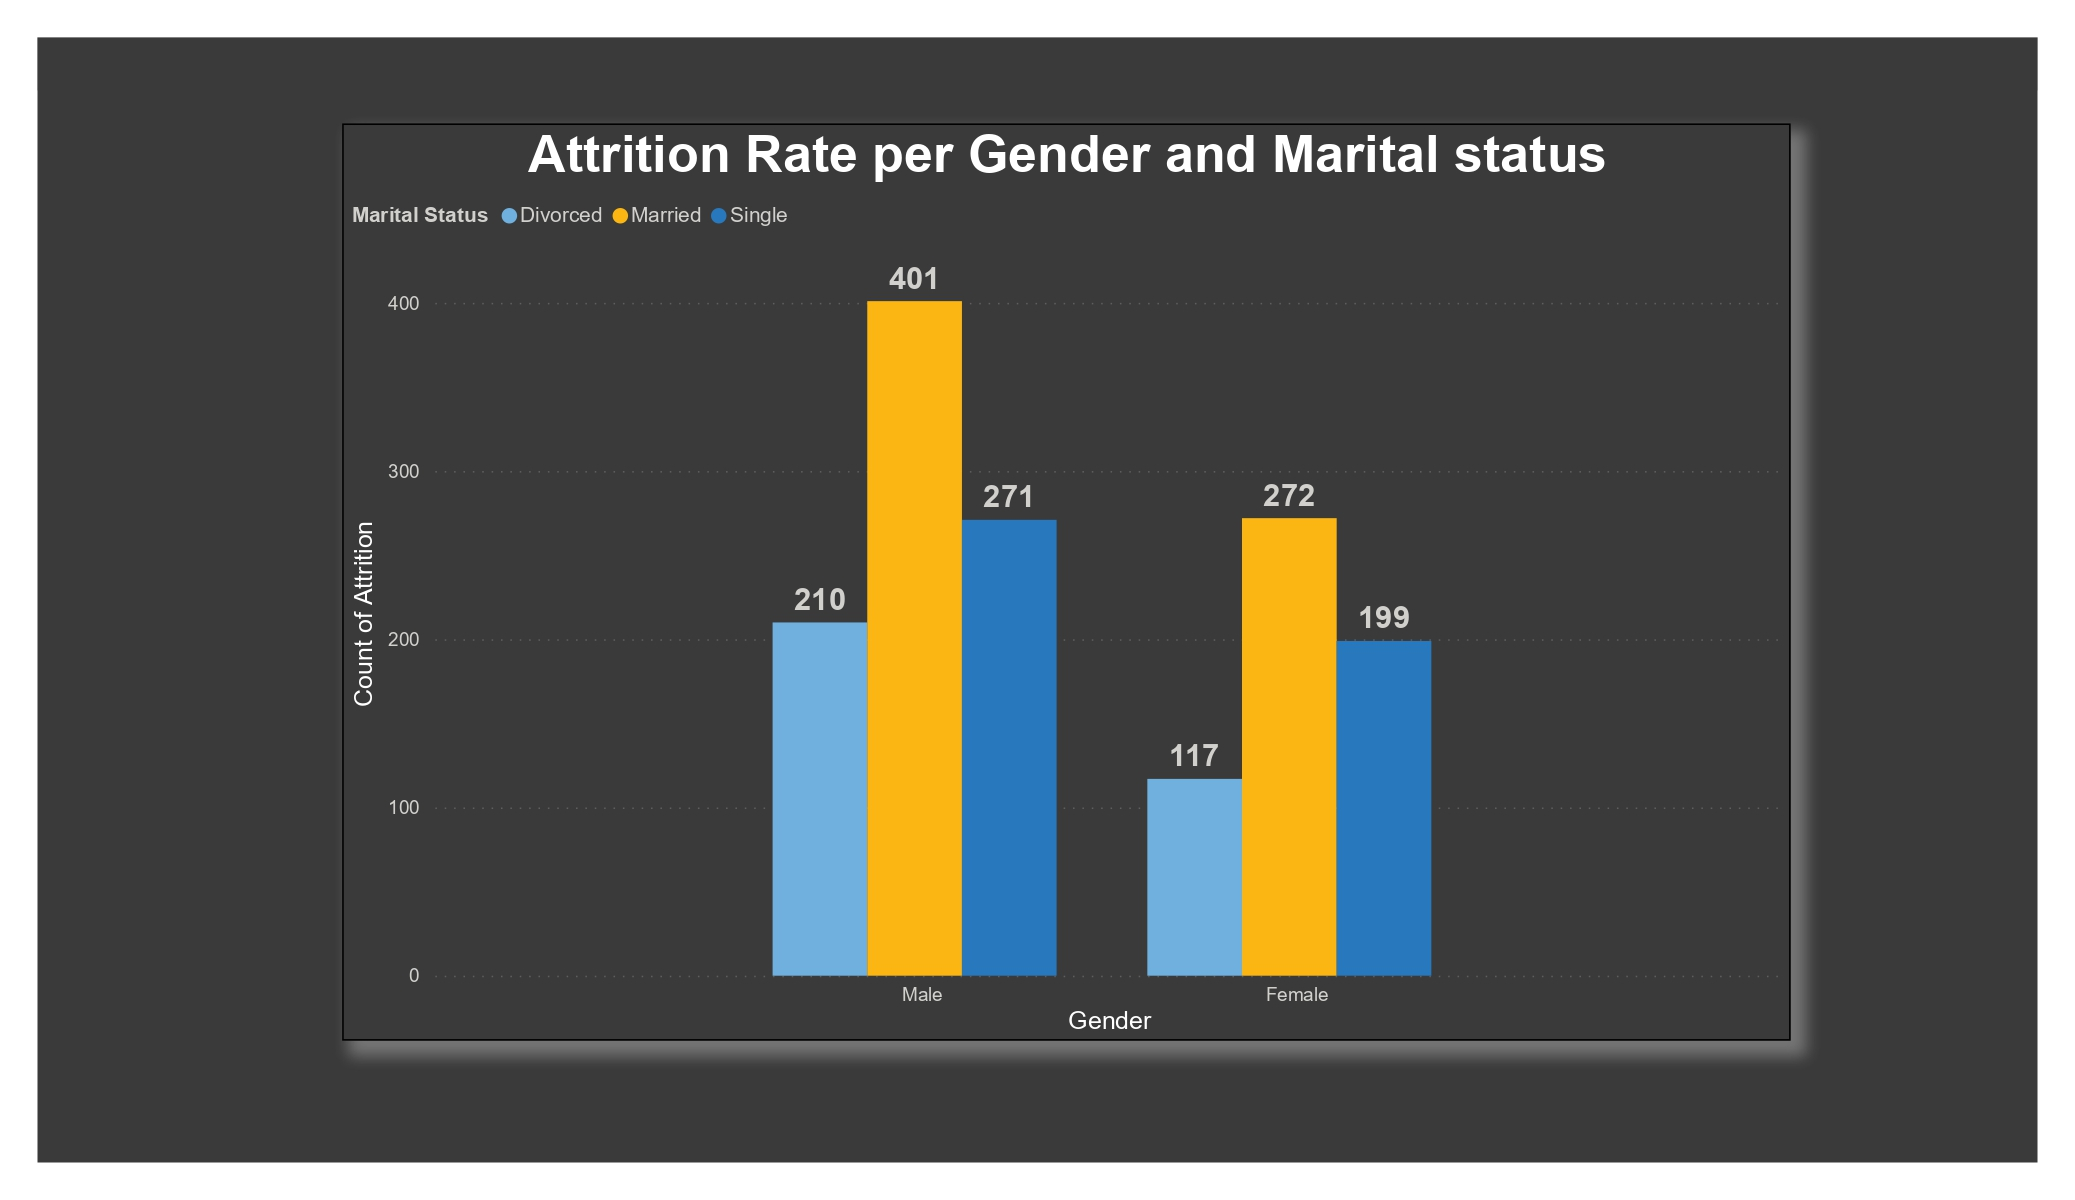 Attrition Rate per Gender and Marital status
Marital Status Divorced Married Single
401
400
300
271
272
210
199
200
117
100
0
Count of Attrition
Male Female
Gender